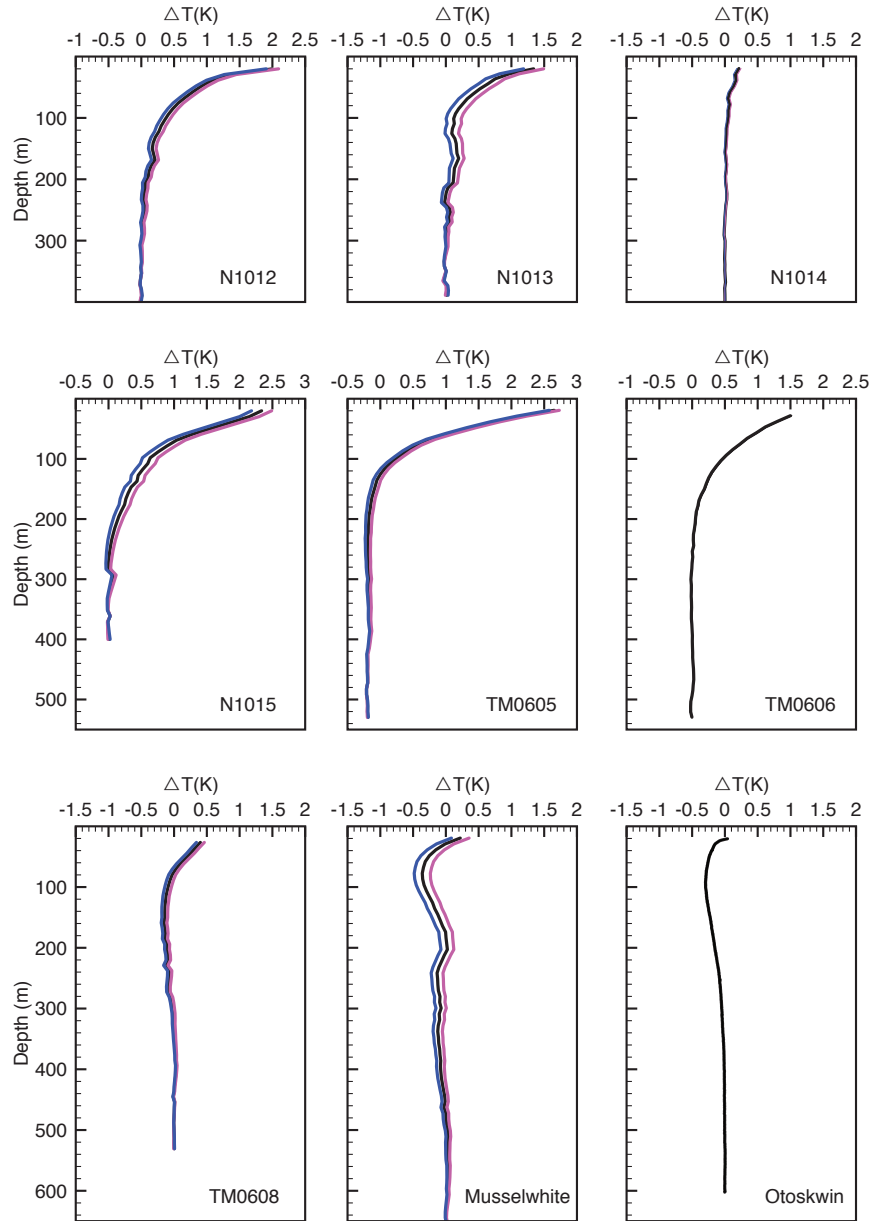 △T(K) △T(K) △T(K)
-1 -0.5 0 0.5 1 1.5 2 2.5 -1.5 -1 -0.5 0 0.5 1 1.5 2 -1.5 -1 -0.5 0 0.5 1 1.5 2
Depth (m)
100
200
300
N1012 N1013 N1014
△T(K) △T(K) △T(K)
-0.5 0 0.5 1 1.5 2 2.5 3 -0.5 0 0.5 1 1.5 2 2.5 3 -1 -0.5 0 0.5 1 1.5 2 2.5
Depth (m)
100
200
300
400
500
N1015 TM0605 TM0606
△T(K) △T(K) △T(K)
-1.5 -1 -0.5 0 0.5 1 1.5 2 -1.5 -1 -0.5 0 0.5 1 1.5 2 -1.5 -1 -0.5 0 0.5 1 1.5 2
Depth (m)
100
200
300
400
500
600
TM0608 Musselwhite Otoskwin